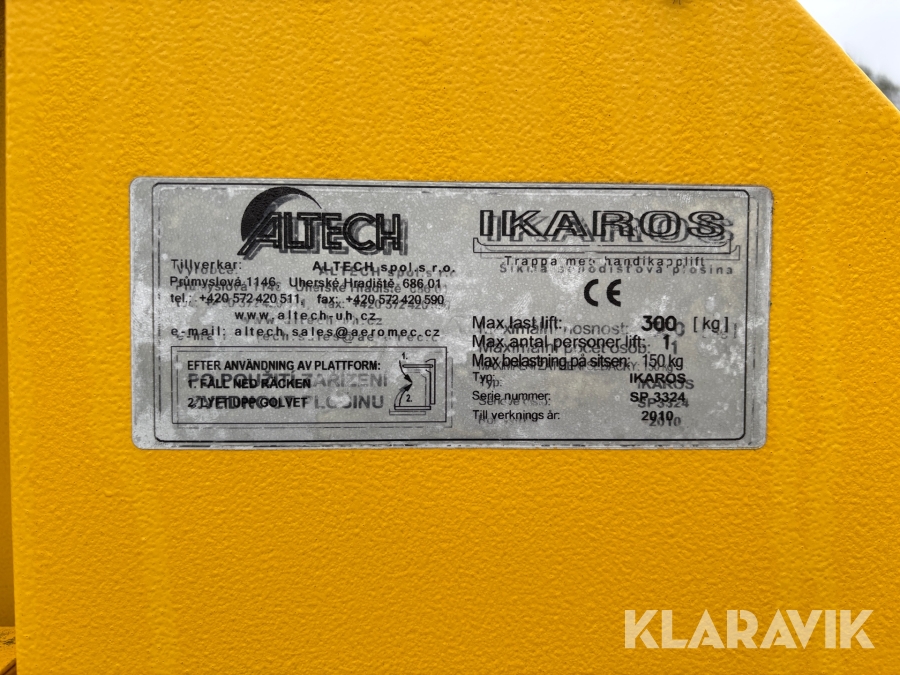 ALTECH
Tillverkar: ALTECH spol.s r.o.
Průmyslová 1146, Uherské Hradiště 686 01
tel.: +420 572 420 511, fax: +420 572 420 590
www.altech-uh.cz
e-mail: altech.sales@aeromec.cz
EFTER ANVÄNDNING AV PLATTFORM:
1. FÄLL NED RÄCKEN
2. LYFT UPP GOLVET
1.
2.
IKAROS
Trappa med handikapplift
CE
Max last lift: 300 [kg]
Max antal personer lift: 1
Max belastning på sitsen: 150 kg
Typ: IKAROS
Serie nummer: SP 3324
Till verknings år: 2010
KLARAVIK